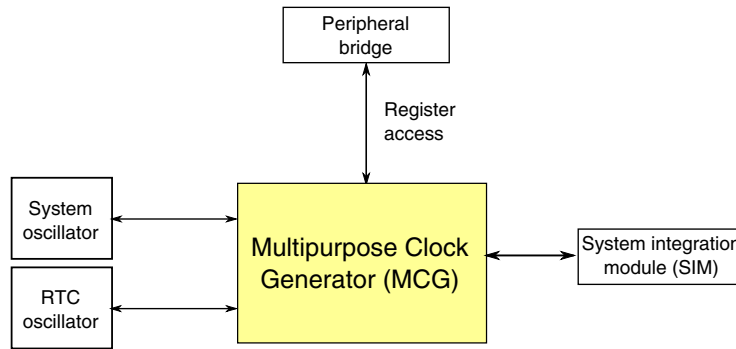 Peripheral
bridge
Register
access
System
oscillator
Multipurpose Clock
Generator (MCG)
System integration
module (SIM)
RTC
oscillator